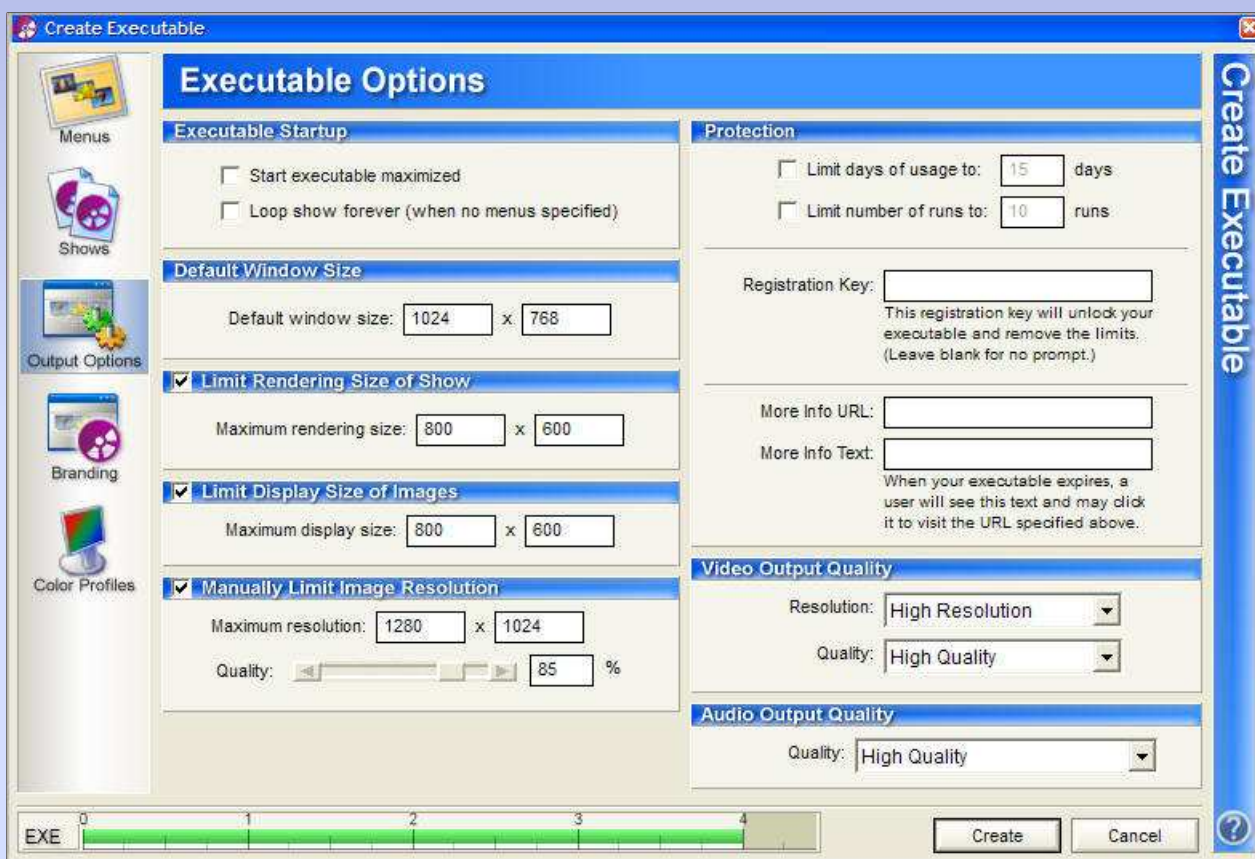 Create Executable
Menus
Shows
Output Options
Branding
Color Profiles
Executable Options
Executable Startup
Start executable maximized
Loop show forever (when no menus specified)
Default Window Size
Default window size: 1024 x 768
Limit Rendering Size of Show
Maximum rendering size: 800 x 600
Limit Display Size of Images
Maximum display size: 800 x 600
Manually Limit Image Resolution
Maximum resolution: 1280 x 1024
Quality: 85 %
Protection
Limit days of usage to: 15 days
Limit number of runs to: 10 runs
Registration Key:
This registration key will unlock your
executable and remove the limits.
(Leave blank for no prompt.)
More Info URL:
More Info Text:
When your executable expires, a
user will see this text and may click
it to visit the URL specified above.
Video Output Quality
Resolution: High Resolution
Quality: High Quality
Audio Output Quality
Quality: High Quality
Create Executable
EXE 0 1 2 3 4
Create
Cancel
?